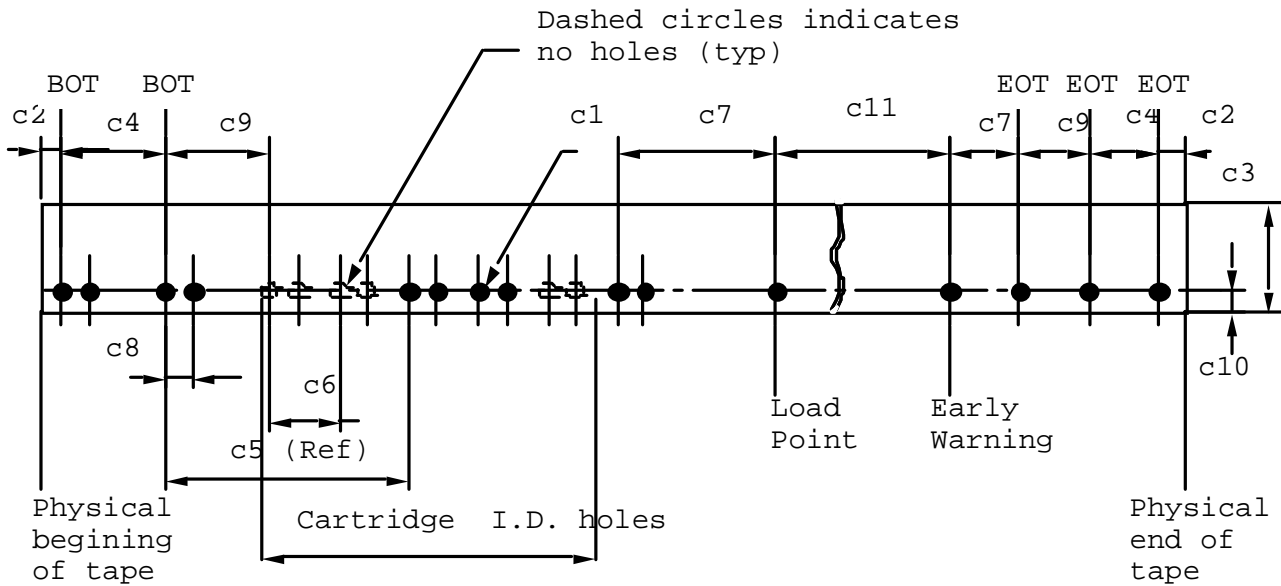 Dashed circles indicates
no holes (typ)
BOT BOT EOT EOT EOT
c2 c4 c9 c1 c7 c11 c7 c9 c4 c2
c3
c8
c6
c10
c5 (Ref)
Load
Point
Early
Warning
Cartridge I.D. holes
Physical
begining
of tape
Physical
end of
tape